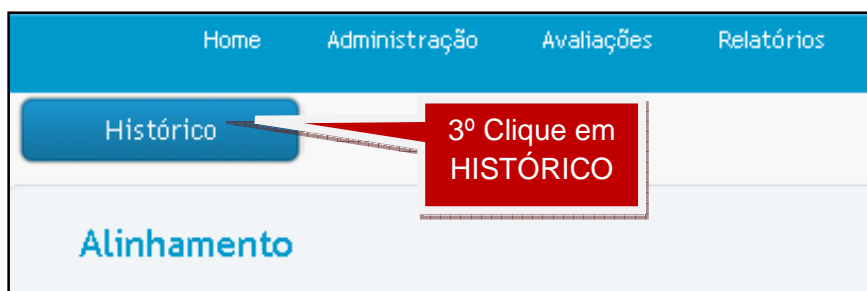 Home Administração Avaliações Relatórios
Histórico
3º Clique em
HISTÓRICO
Alinhamento